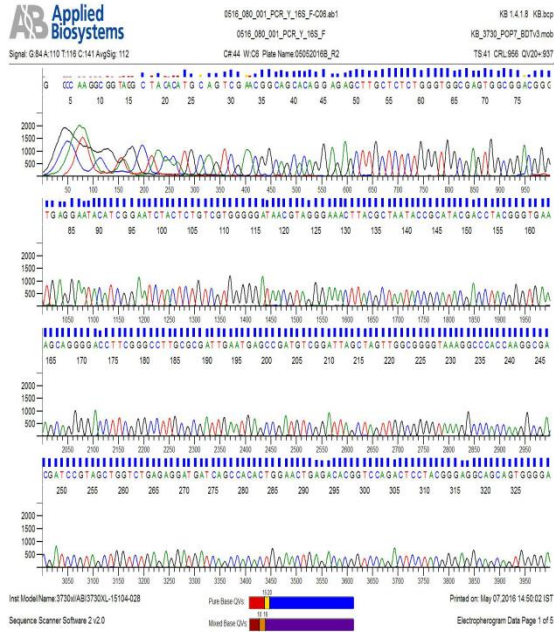 AB Applied Biosystems
0516_080_001_PCR_Y_16S_F-C06.ab1
KB 1.4.1.8 KB.bcp
0516_080_001_PCR_Y_16S_F
KB_3730_POP7_BDTv3.mob
Signal: G:84 A:110 T:116 C:141 AvgSig: 112
C#:44 W:C6 Plate Name:05052016B_R2
TS:41 CRL:956 QV20+:937
G CCC AAGGCGGTAGGC CTACACATG CAGTCGAACGGCAGCACAGGAGAGCTTGCTCTCTGGGTGGCGAGTGGCGGACGGGC
5 10 15 20 25 30 35 40 45 50 55 60 65 70 75
2000
1500
1000
500
50 100 150 200 250 300 350 400 450 500 550 600 650 700 750 800 850 900 950
TGAGGAATACATCGGAATCTACTCTGTCGTGGGGGATAACGTAGGGAAACTTACGCTAATACCGCATACGACCTACGGGTGAA
85 90 95 100 105 110 115 120 125 130 135 140 145 150 155 160
2000
1500
1000
500
1050 1100 1150 1200 1250 1300 1350 1400 1450 1500 1550 1600 1650 1700 1750 1800 1850 1900 1950
AGCAGGGGACCTTCGGGCCTTGCGCGATTGAATGAGCCGATGTCGGATTAGCTAGTTGGCGGGGTAAAGGCCCACCAAGGCGA
165 170 175 180 185 190 195 200 205 210 215 220 225 230 235 240 245
2000
1500
1000
500
2050 2100 2150 2200 2250 2300 2350 2400 2450 2500 2550 2600 2650 2700 2750 2800 2850 2900 2950
CGATCCGTAGCTGGTCTGAGAGGATGATCAGCCACACTGGAACTGAGACACGGTCCAGACTCCTACGGGAGGCAGCAGTGGGGA
250 255 260 265 270 275 280 285 290 295 300 305 310 315 320 325
2000
1500
1000
500
3050 3100 3150 3200 3250 3300 3350 3400 3450 3500 3550 3600 3650 3700 3750 3800 3850 3900 3950
Inst Model/Name:3730xl/ABI3730XL-15104-028
Pure Base QVs:
15 20
Printed on: May 07,2016 14:50:02 IST
Sequence Scanner Software 2 v2.0
Mixed Base QVs:
Electropherogram Data Page 1 of 5